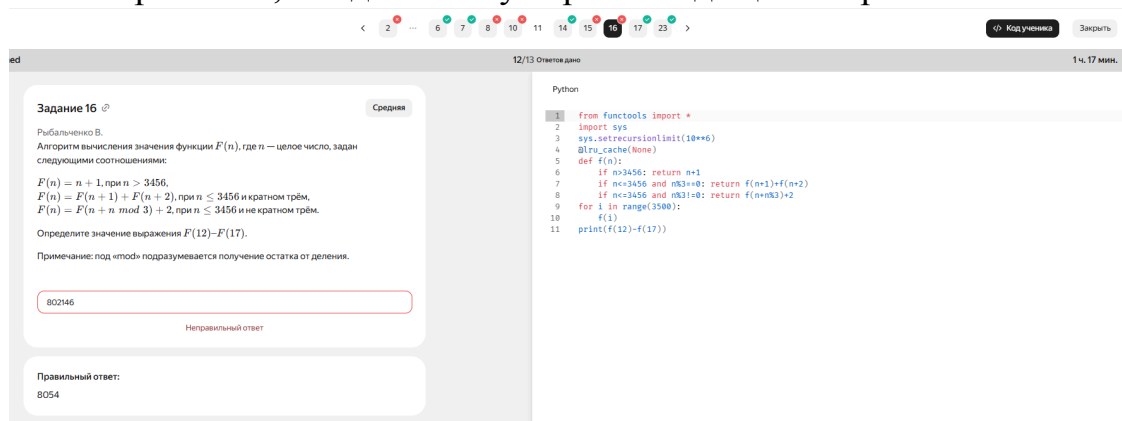 2 ... 6 7 8 10 11 14 15 16 17 23
Код ученика
Закрыть
ed
12/13 Ответов дано
1 ч. 17 мин.
Задание 16
Средняя
Рыбальченко В.
Алгоритм вычисления значения функции F(n), где n — целое число, задан
следующими соотношениями:
F(n) = n + 1, при n > 3456,
F(n) = F(n + 1) + F(n + 2), при n ≤ 3456 и кратном трём,
F(n) = F(n + n mod 3) + 2, при n ≤ 3456 и не кратном трём.
Определите значение выражения F(12)–F(17).
Примечание: под «mod» подразумевается получение остатка от деления.
802146
Неправильный ответ
Правильный ответ:
8054
Python
1 from functools import *
2 import sys
3 sys.setrecursionlimit(10**6)
4 @lru_cache(None)
5 def f(n):
6 if n>3456: return n+1
7 if n<=3456 and n%3==0: return f(n+1)+f(n+2)
8 if n<=3456 and n%3!=0: return f(n+n%3)+2
9 for i in range(3500):
10 f(i)
11 print(f(12)-f(17))